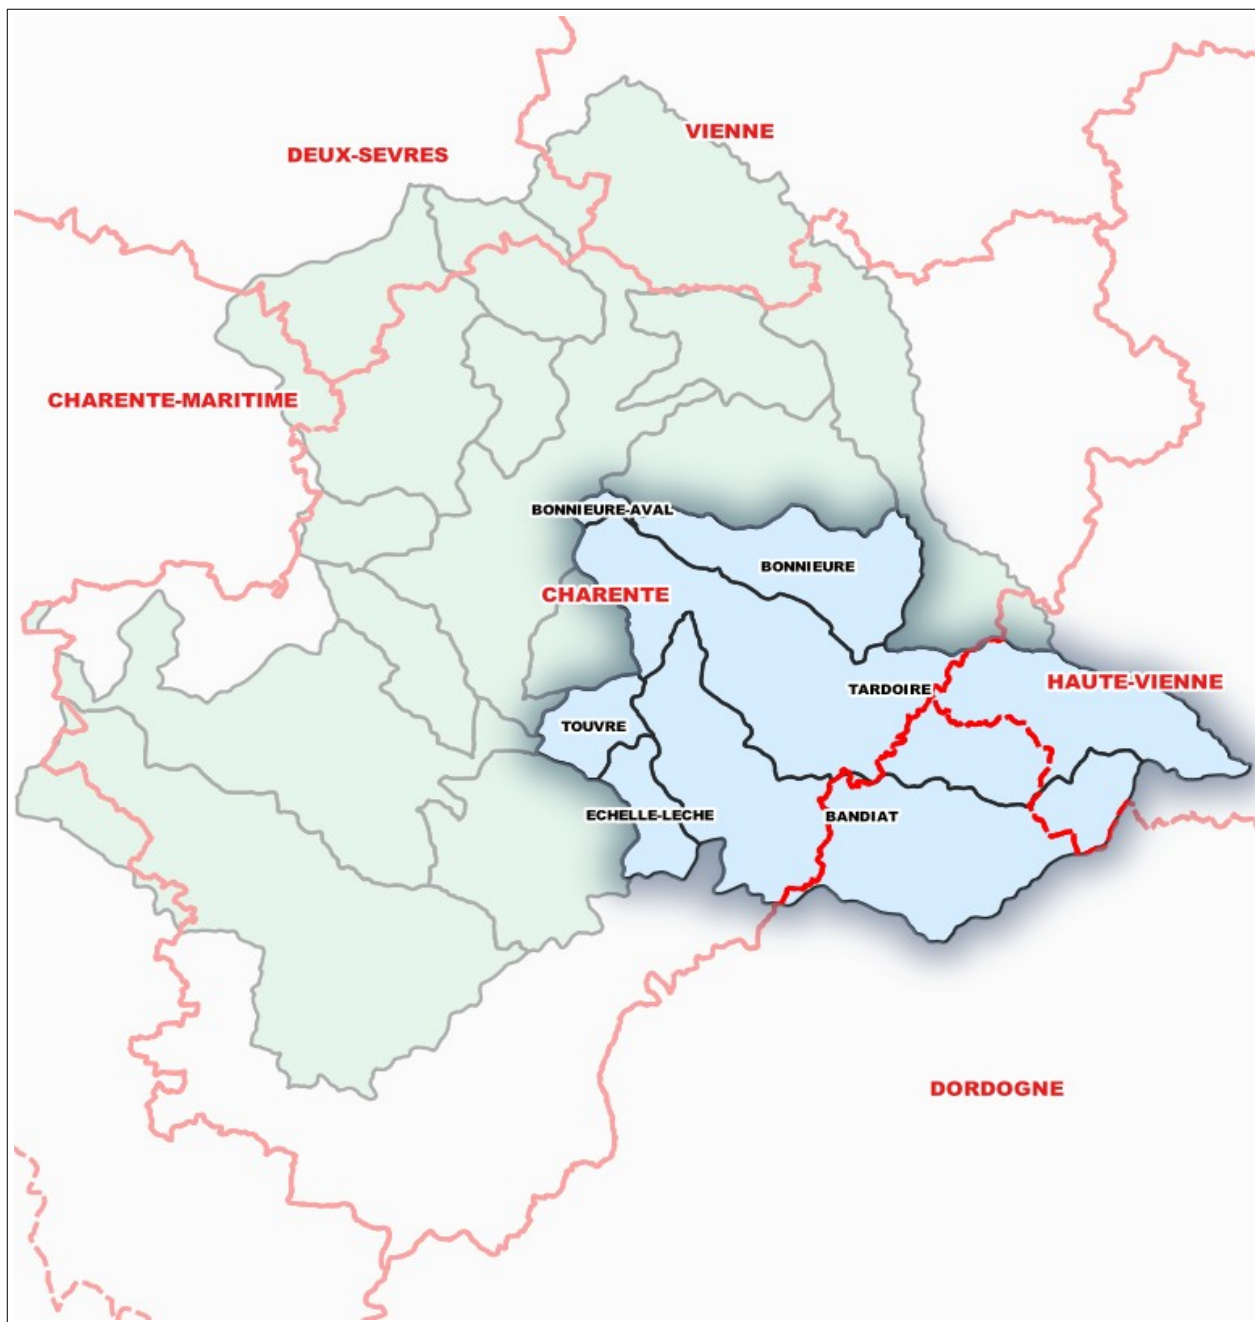 VIENNE
DEUX-SEVRES
CHARENTE-MARITIME
BONNIEURE-AVAL
BONNIEURE
CHARENTE
HAUTE-VIENNE
TARDOIRE
TOUVRE
ECHELLE-LECHE
BANDIAT
DORDOGNE